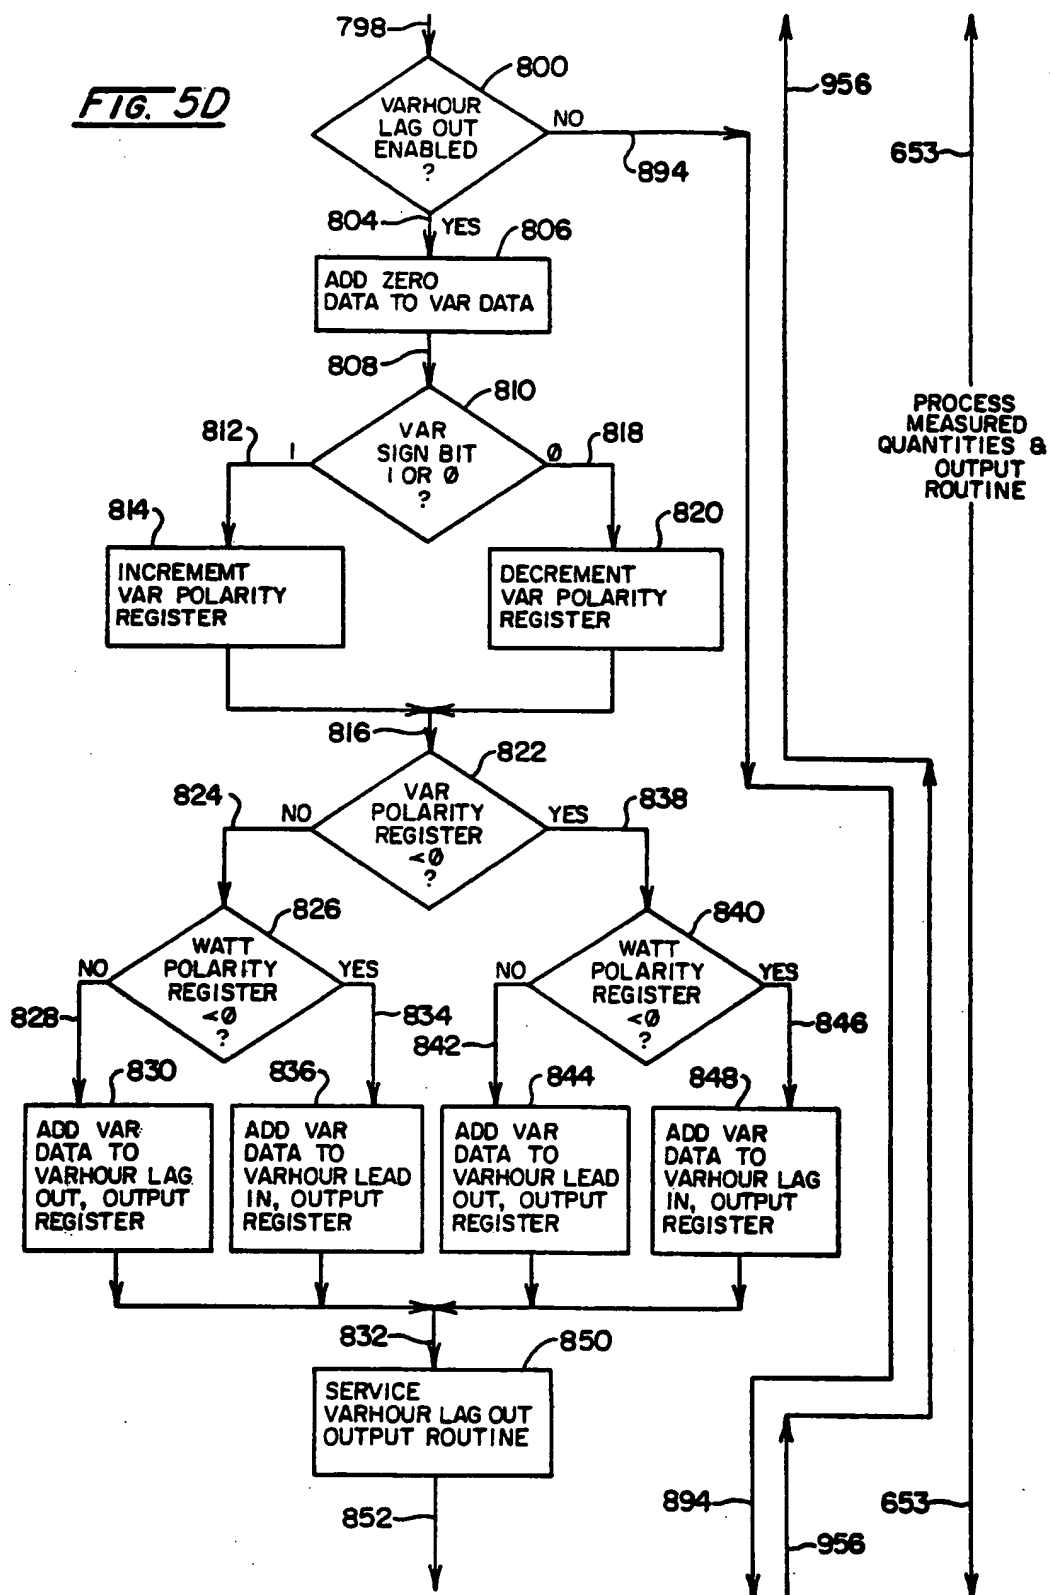 798
FIG. 5D
800
956
VARHOUR
LAG OUT
ENABLED
?
NO
894
653
804
YES
806
ADD ZERO
DATA TO VAR DATA
808
810
812
1
VAR
SIGN BIT
1 OR Ø
?
Ø
818
PROCESS
MEASURED
QUANTITIES &
OUTPUT
ROUTINE
814
820
INCREMEMT
VAR POLARITY
REGISTER
DECREMENT
VAR POLARITY
REGISTER
816
822
824
NO
VAR
POLARITY
REGISTER
<Ø
?
YES
838
826
840
NO
WATT
POLARITY
REGISTER
<Ø
?
YES
NO
WATT
POLARITY
REGISTER
<Ø
?
YES
828
834
842
846
830
836
844
848
ADD VAR
DATA TO
VARHOUR LAG
OUT, OUTPUT
REGISTER
ADD VAR
DATA TO
VARHOUR LEAD
IN, OUTPUT
REGISTER
ADD VAR
DATA TO
VARHOUR LEAD
OUT, OUTPUT
REGISTER
ADD VAR
DATA TO
VARHOUR LAG
IN, OUTPUT
REGISTER
832
850
SERVICE
VARHOUR LAG OUT
OUTPUT ROUTINE
852
894
653
956